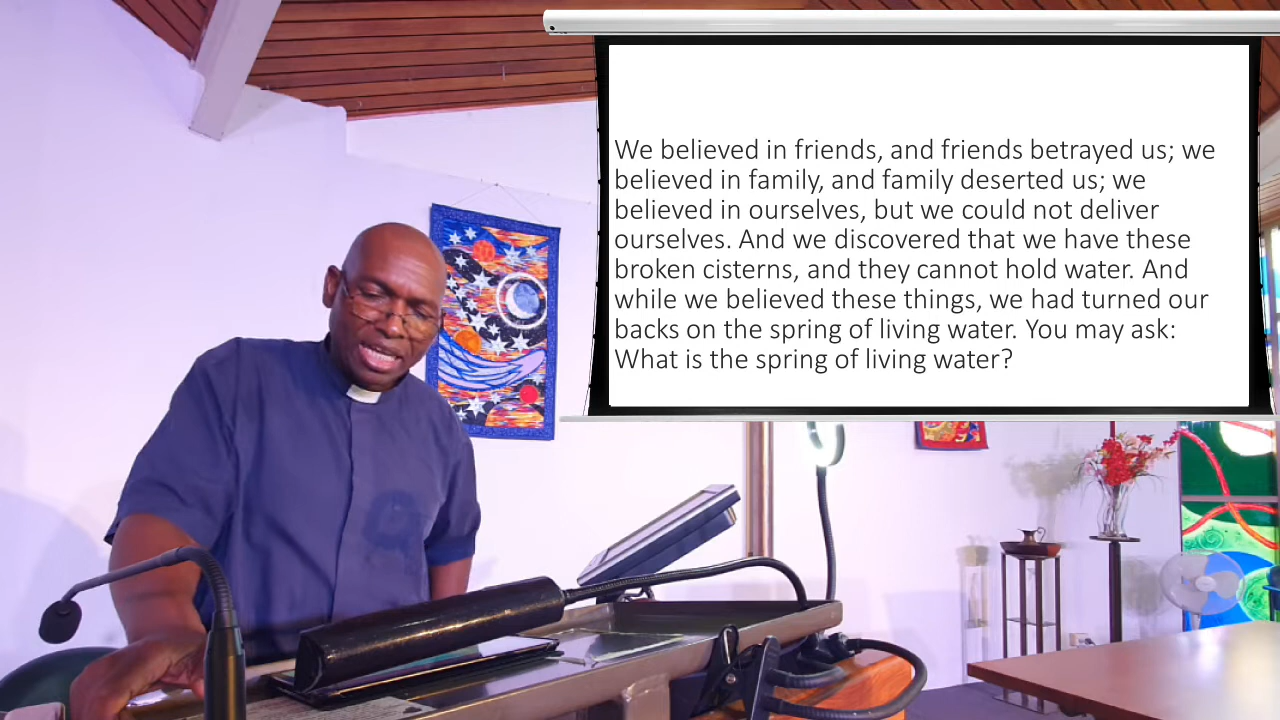 We believed in friends, and friends betrayed us; we
believed in family, and family deserted us; we
believed in ourselves, but we could not deliver
ourselves. And we discovered that we have these
broken cisterns, and they cannot hold water. And
while we believed these things, we had turned our
backs on the spring of living water. You may ask:
What is the spring of living water?